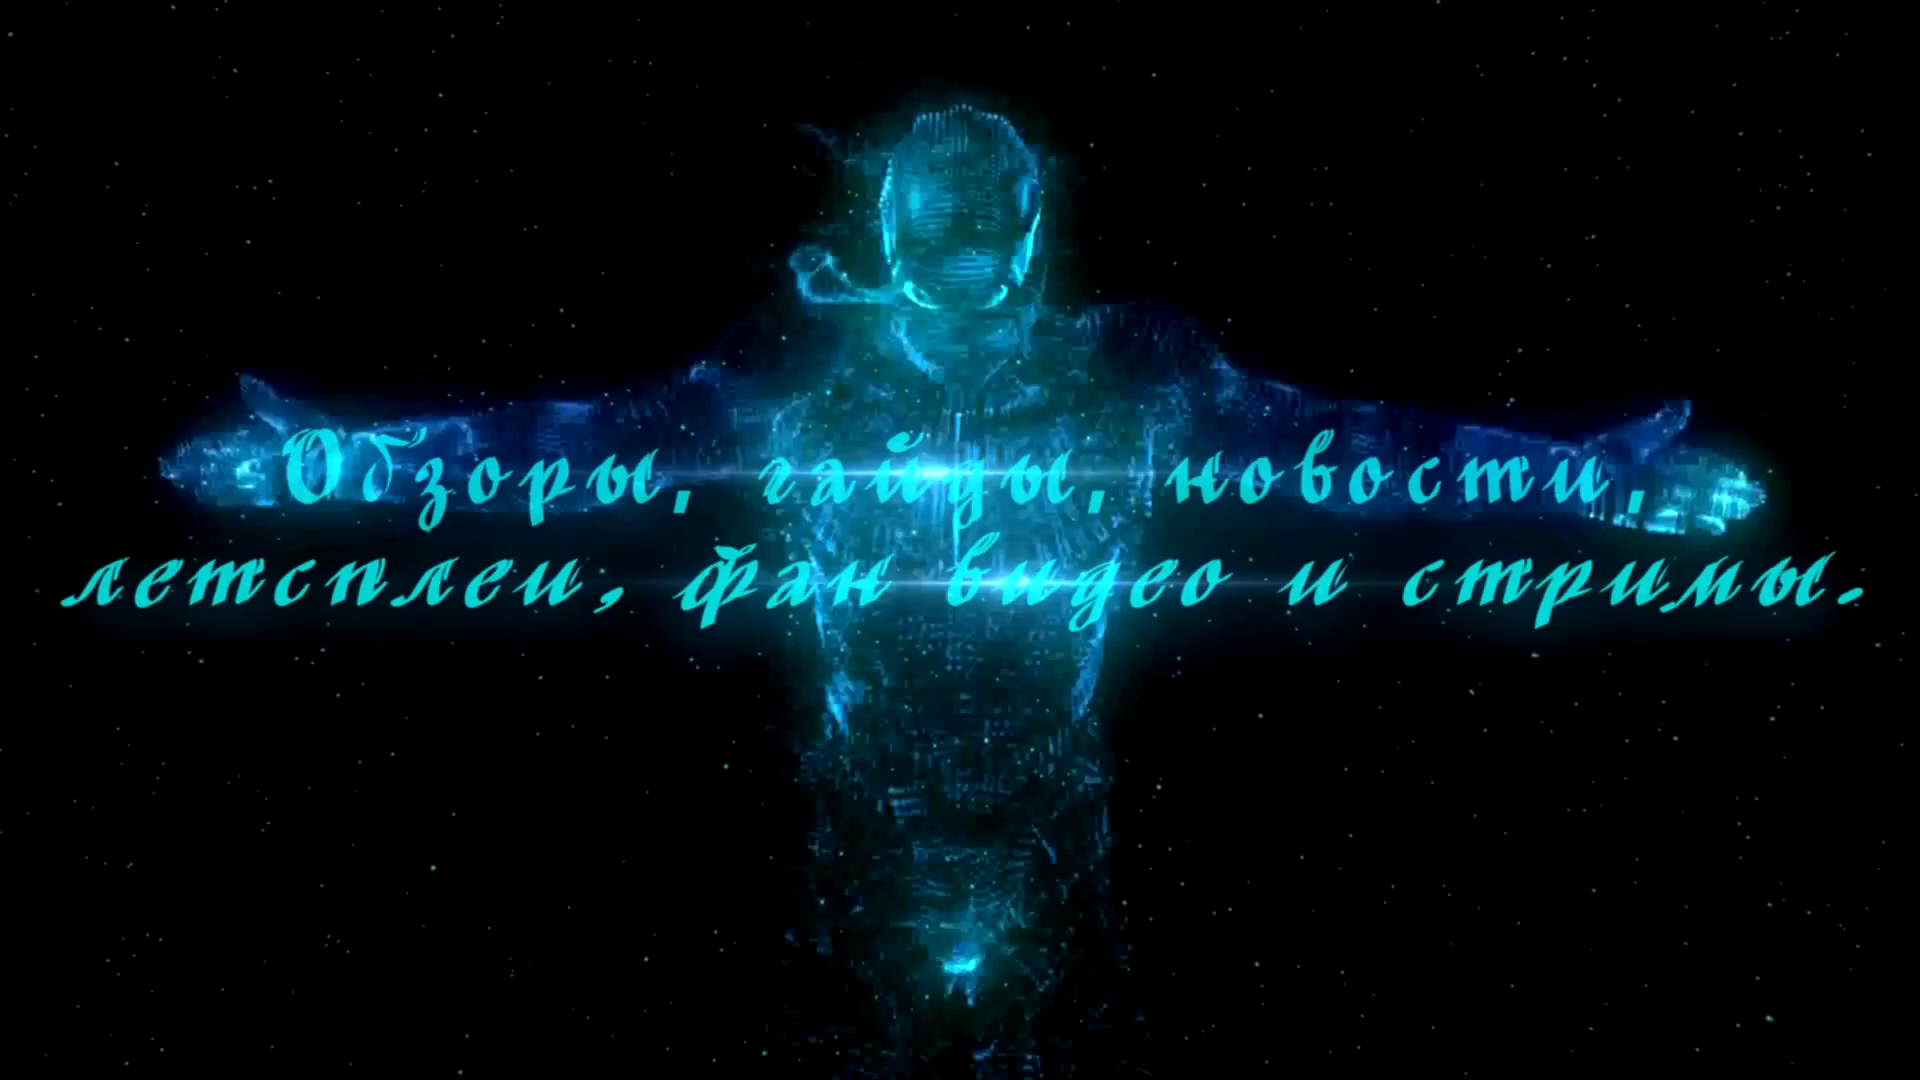 Обзоры, гайды, новости,
летсплеи, фан видео и стримы.